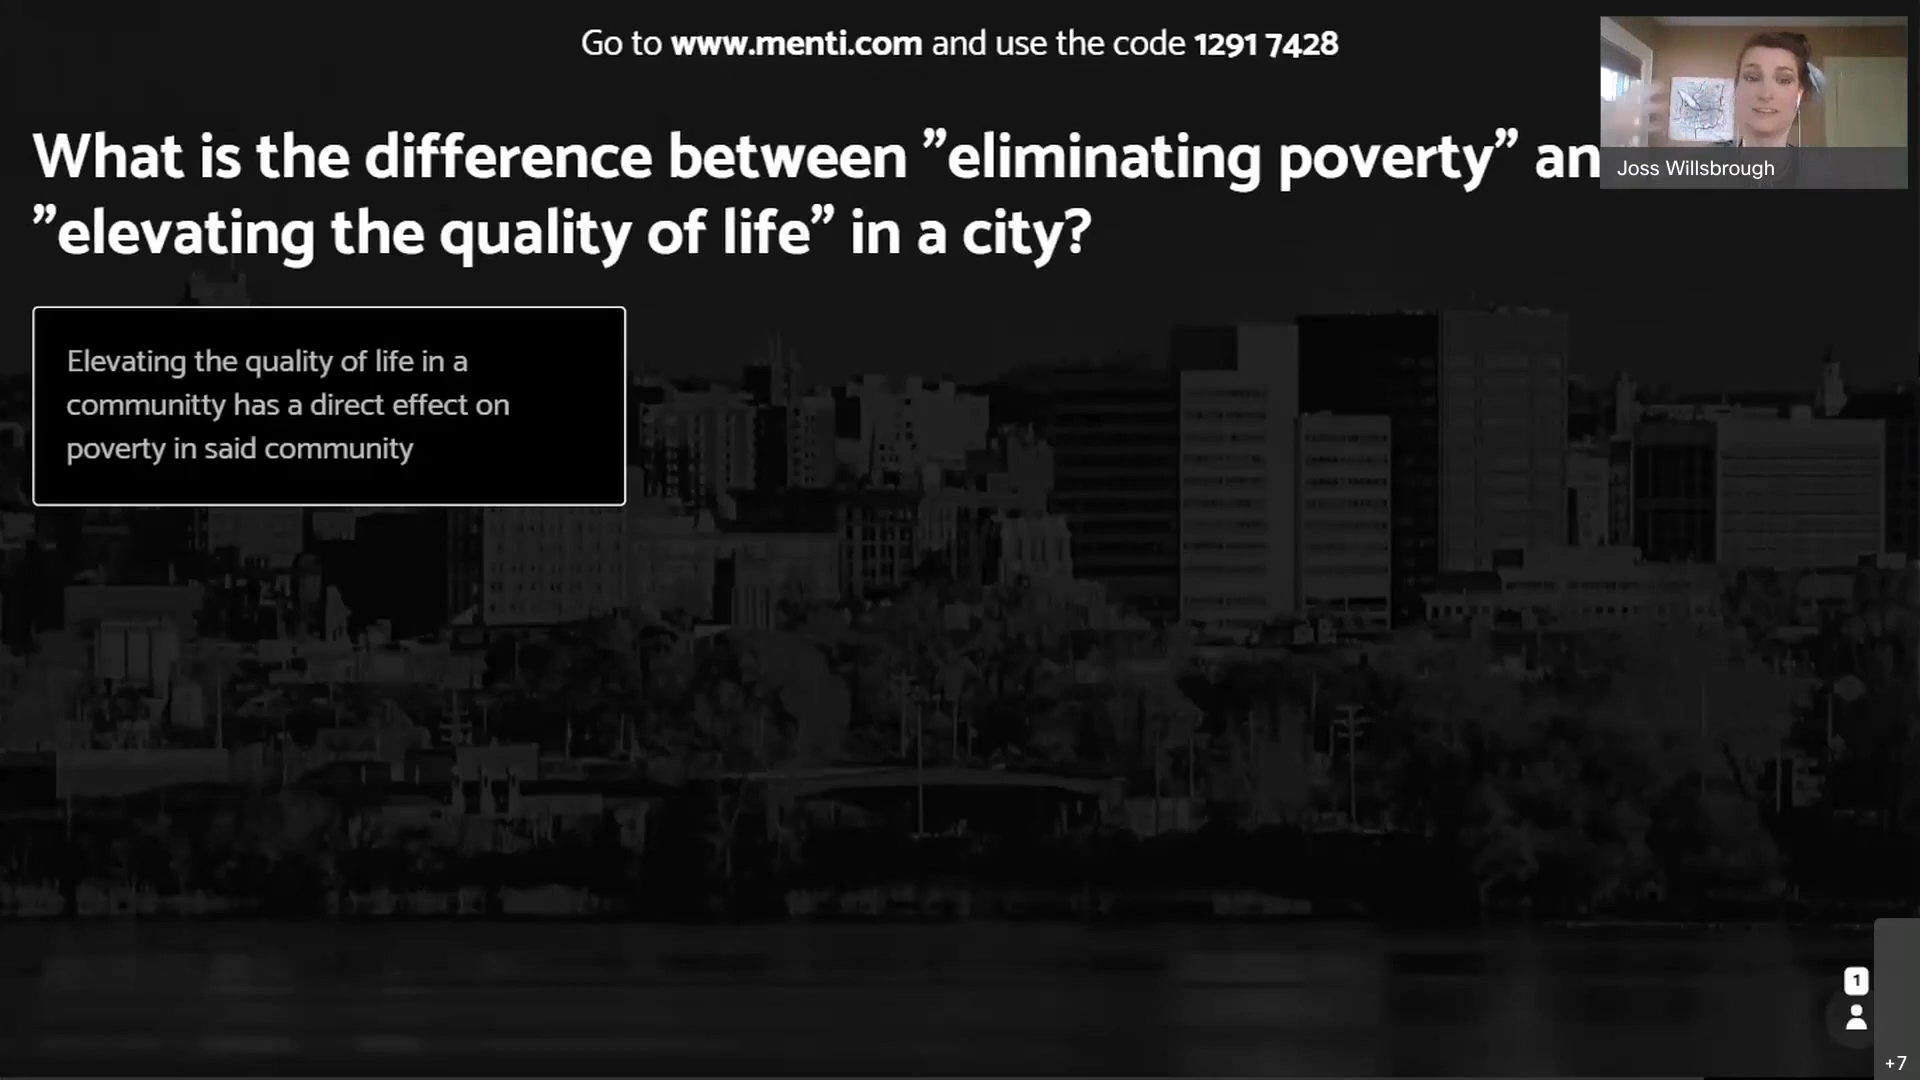 Go to www.menti.com and use the code 1291 7428
What is the difference between ”eliminating poverty” an
”elevating the quality of life” in a city?
Joss Willsbrough
Elevating the quality of life in a
communitty has a direct effect on
poverty in said community
1
+7